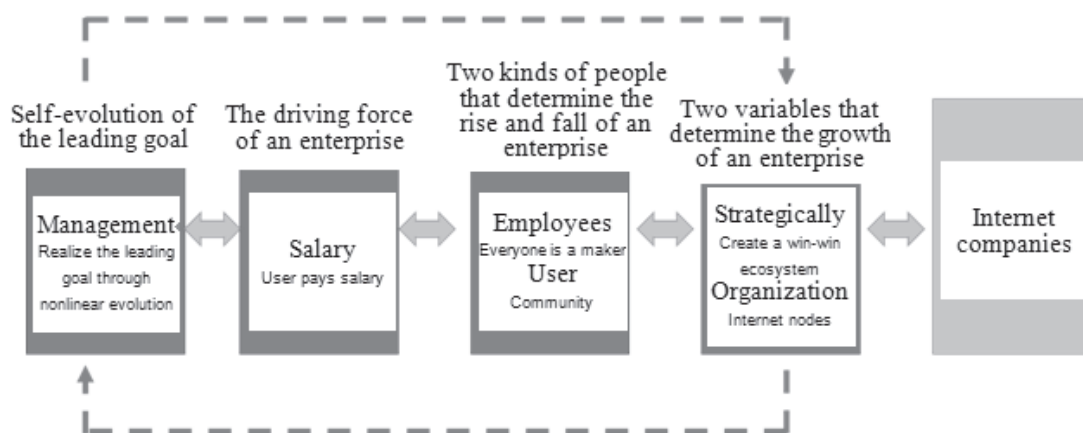 Self-evolution of
the leading goal
Management
Realize the leading
goal through
nonlinear evolution
The driving force
of an enterprise
Salary
User pays salary
Two kinds of people
that determine the
rise and fall of an
enterprise
Employees
Everyone is a maker
User
Community
Two variables that
determine the growth
of an enterprise
Strategically
Create a win-win
ecosystem
Organization
Internet nodes
Internet
companies